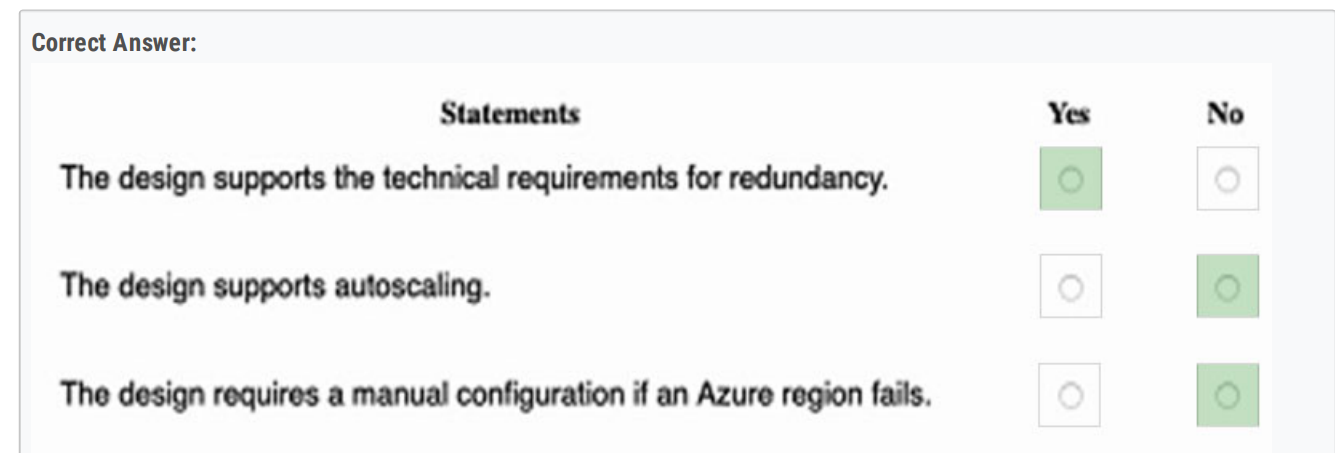 Correct Answer:
Statements Yes No
The design supports the technical requirements for redundancy.
The design supports autoscaling.
The design requires a manual configuration if an Azure region fails.